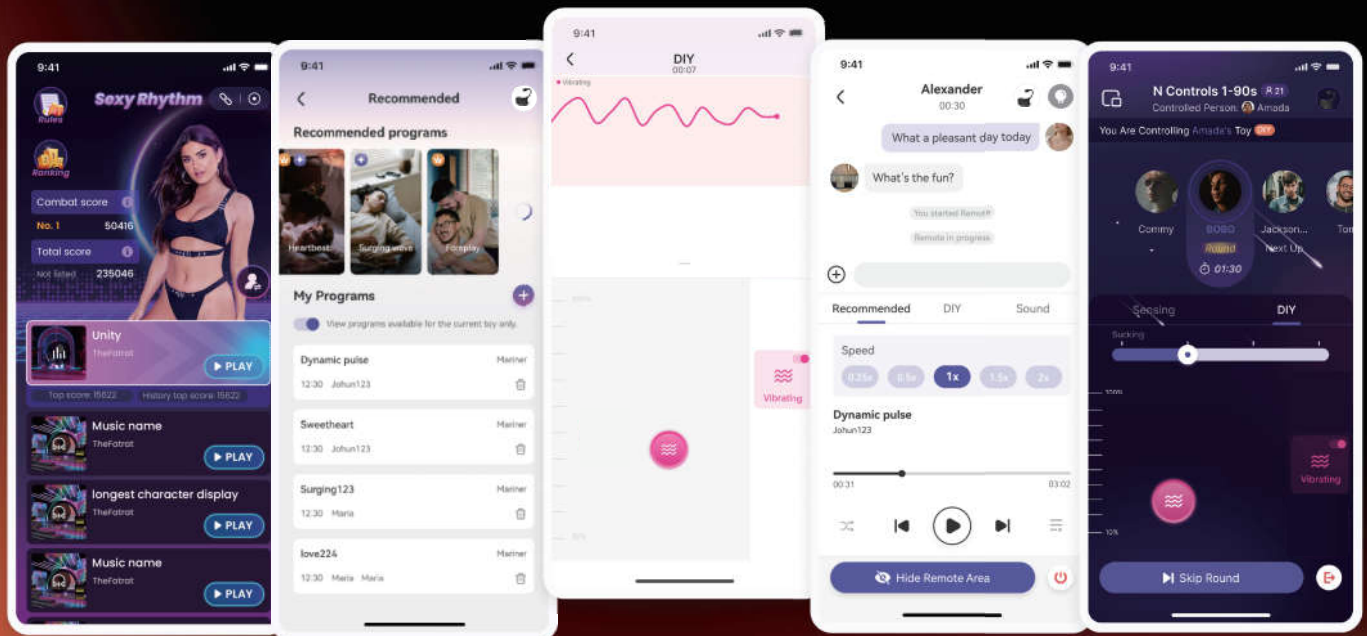 9:41
Sexy Rhythm
Rules
Ranking
Combat score
No. 1 50416
Total score
Not listed 235046
Unity
TheFatrat
PLAY
Top score: 15622 History top score: 15622
Music name
TheFatrat
PLAY
longest character display
TheFatrat
PLAY
Music name
TheFatrat
PLAY
9:41
Recommended
Recommended programs
Heartbeat
Surging wave
Foreplay
My Programs
View programs available for the current toy only.
Dynamic pulse Mariner
12:30 Johun123
Sweetheart Mariner
12:30 Johun123
Surging123 Mariner
12:30 Maria
love224 Mariner
12:30 Maria Maria
9:41
DIY
00:07
Vibrating
100%
Vibrating
10%
9:41
Alexander
00:30
What a pleasant day today
What's the fun?
You started Remote
Remote in progress
Recommended DIY Sound
Speed
0.25x 0.5x 1x 1.5x 2x
Dynamic pulse
Johun123
00:31 03:02
Hide Remote Area
9:41
N Controls 1-90s 21
Controlled Person: Amada
You Are Controlling Amada's Toy DIY
Commy BOBO Jackson... Tom
Round Next Up
01:30
Sensing DIY
Sucking
100%
Vibrating
10%
Skip Round